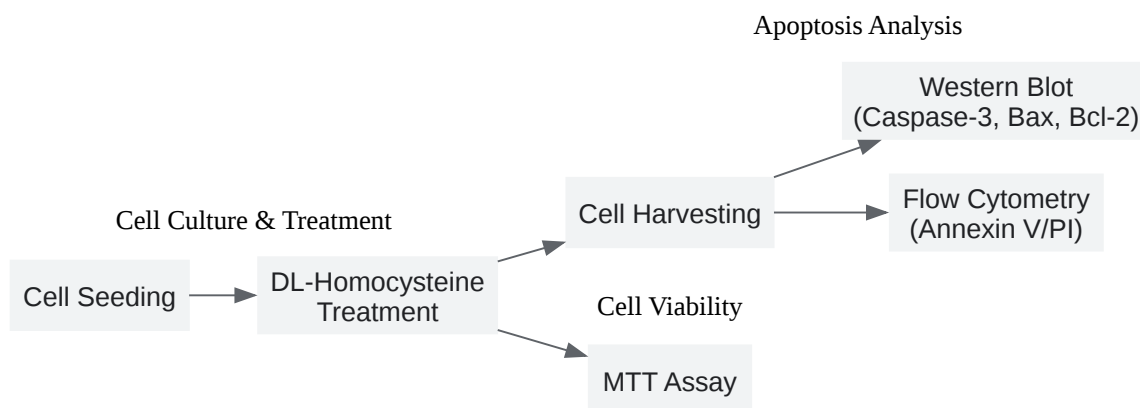 Apoptosis Analysis
Western Blot
(Caspase-3, Bax, Bcl-2)
Cell Harvesting
Flow Cytometry
(Annexin V/PI)
Cell Culture & Treatment
Cell Seeding
DL-Homocysteine
Treatment
Cell Viability
MTT Assay